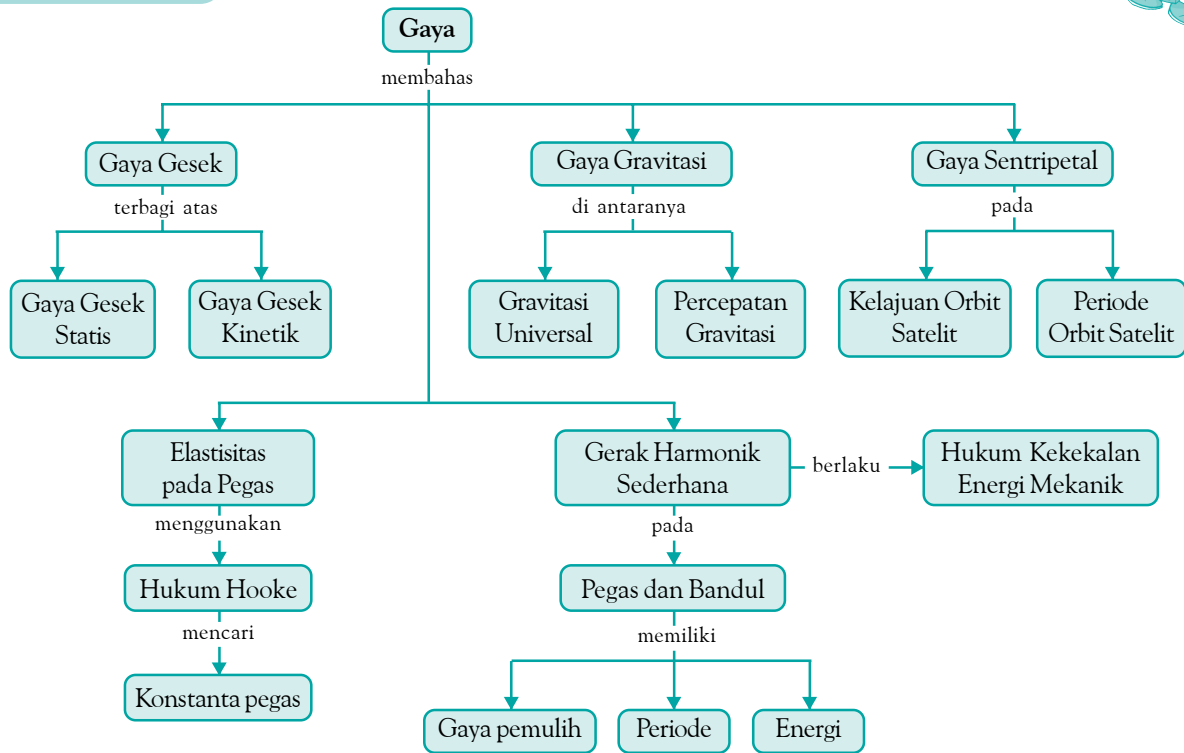 Gaya
membahas
Gaya Gesek
Gaya Gravitasi
Gaya Sentripetal
terbagi atas
di antaranya
pada
Gaya Gesek
Statis
Gaya Gesek
Kinetik
Gravitasi
Universal
Percepatan
Gravitasi
Kelajuan Orbit
Satelit
Periode
Orbit Satelit
Elastisitas
pada Pegas
Gerak Harmonik
Sederhana
berlaku
Hukum Kekekalan
Energi Mekanik
menggunakan
pada
Hukum Hooke
Pegas dan Bandul
mencari
memiliki
Konstanta pegas
Gaya pemulih
Periode
Energi